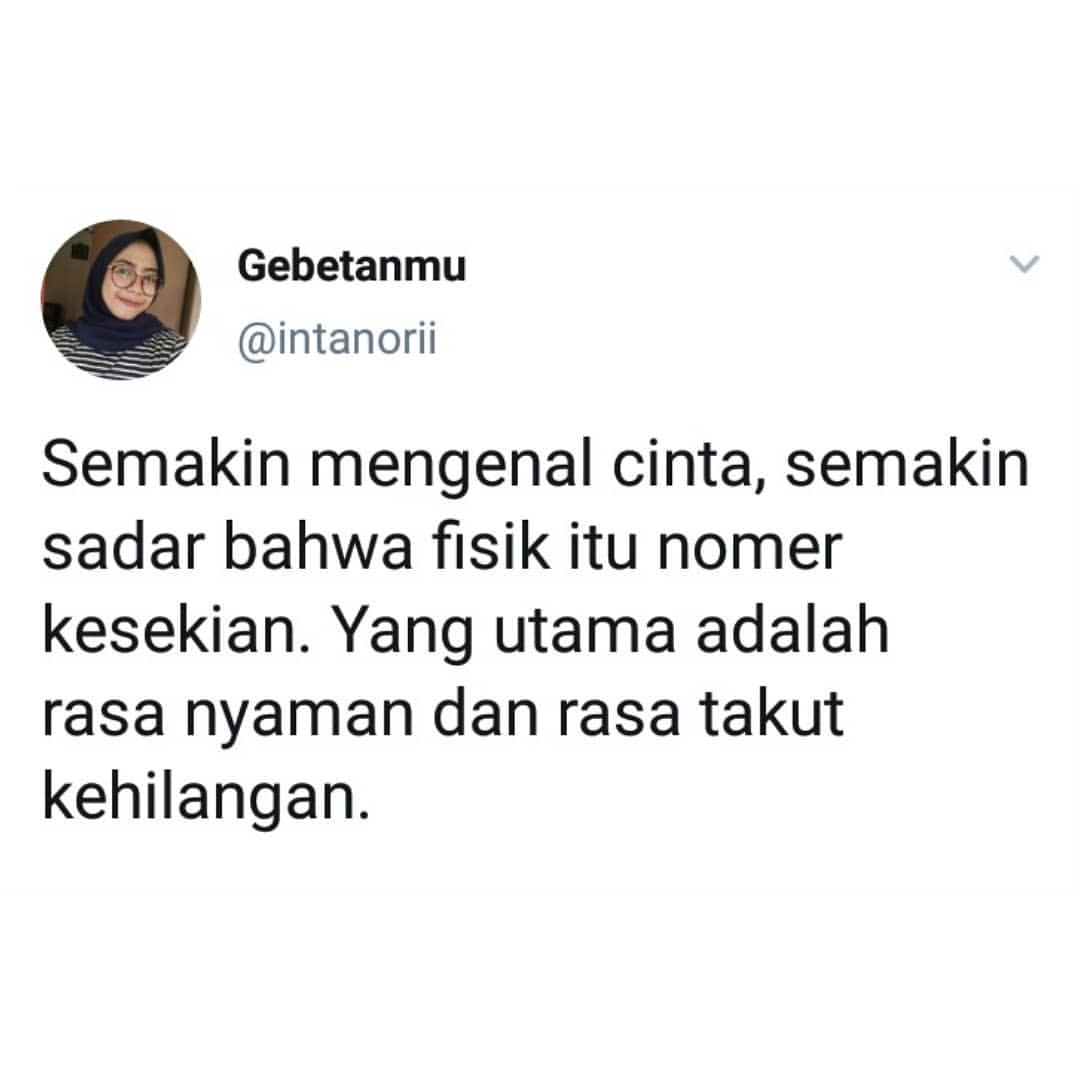 Gebetanmu
@intanorii
Semakin mengenal cinta, semakin
sadar bahwa fisik itu nomer
kesekian. Yang utama adalah
rasa nyaman dan rasa takut
kehilangan.